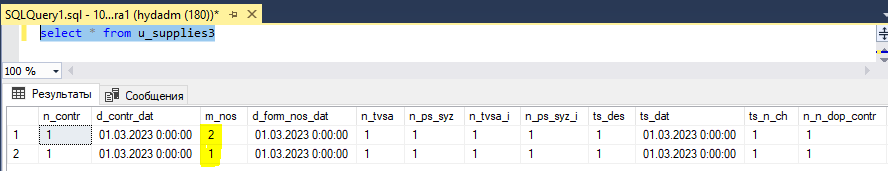 SQLQuery1.sql - 10...ra1 (hydadm (180))*
select * from u_supplies3
100 %
Результаты Сообщения
n_contr d_contr_dat m_nos d_form_nos_dat n_tvsa n_ps_syz n_tvsa_i n_ps_syz_i ts_des ts_dat ts_n_ch n_n_dop_contr
1 1 01.03.2023 0:00:00 2 01.03.2023 0:00:00 1 1 1 1 1 01.03.2023 0:00:00 1 1
2 1 01.03.2023 0:00:00 1 01.03.2023 0:00:00 1 1 1 1 1 01.03.2023 0:00:00 1 1